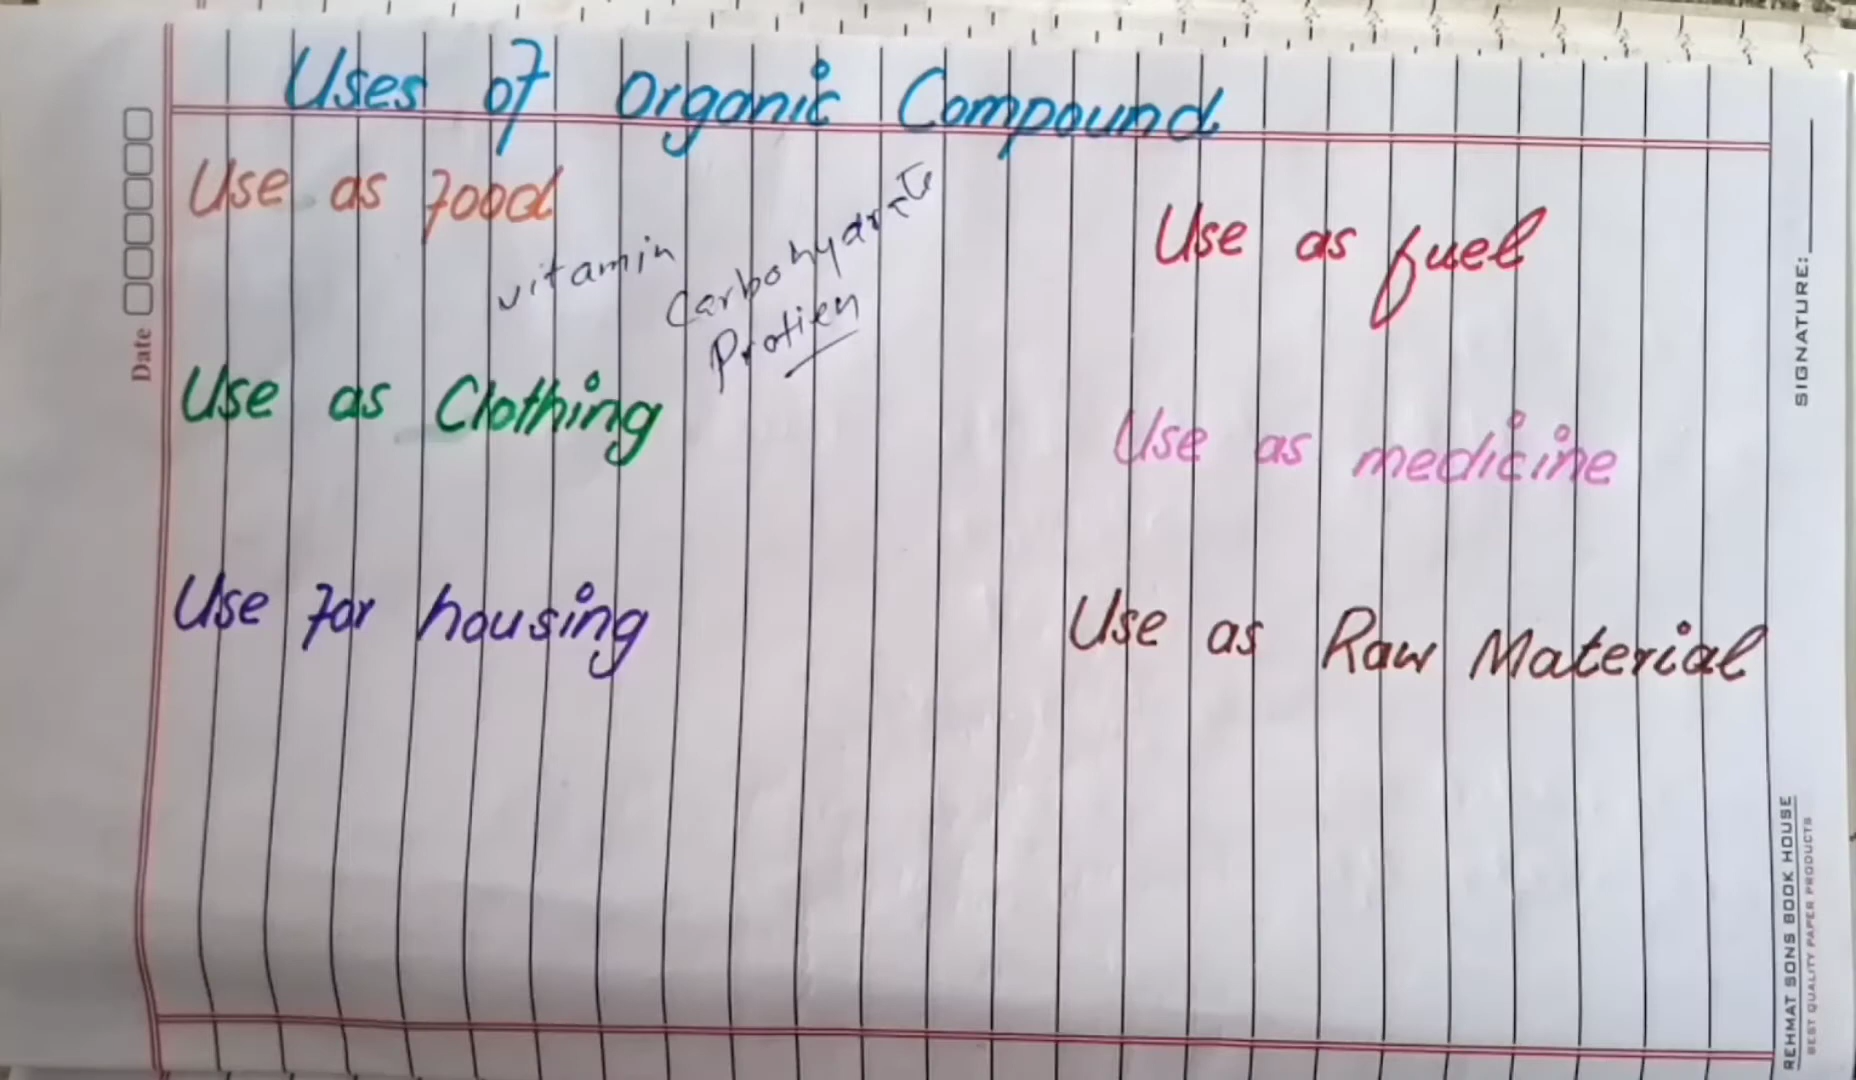 Uses of Organic Compound
Use as food
vitamin
Carbohydrate
Protien
Use as Clothing
Use for housing
Use as fuel
Use as medicine
Use as Raw Material
Date
SIGNATURE:
REHMAT SONS BOOK HOUSE
BEST QUALITY PAPER PRODUCTS